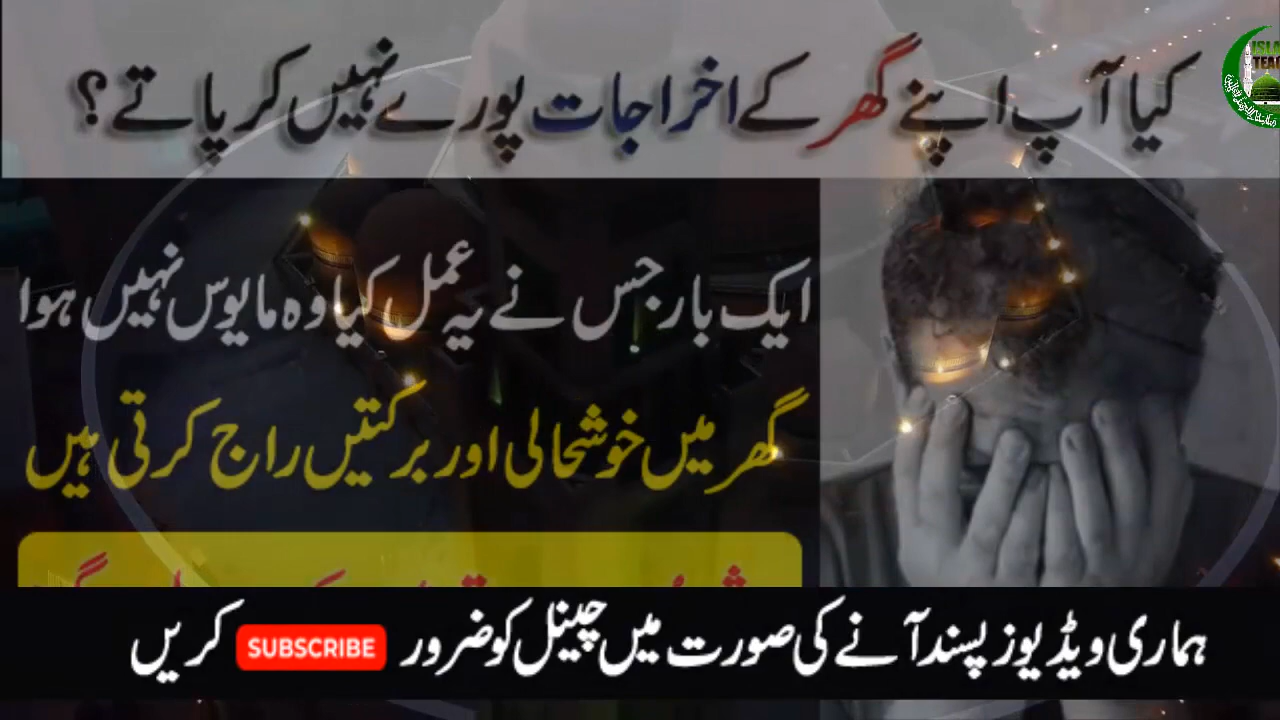 کیا آپ اپنے گھر کے اخراجات پورے نہیں کر پاتے؟
ایک بار جس نے یہ عمل کیا وہ مایوس نہیں ہوا
گھر میں خوشحالی اور برکتیں راج کرتی ہیں
ہماری ویڈیوز پسند آنے کی صورت میں چینل کو ضرور SUBSCRIBE کریں